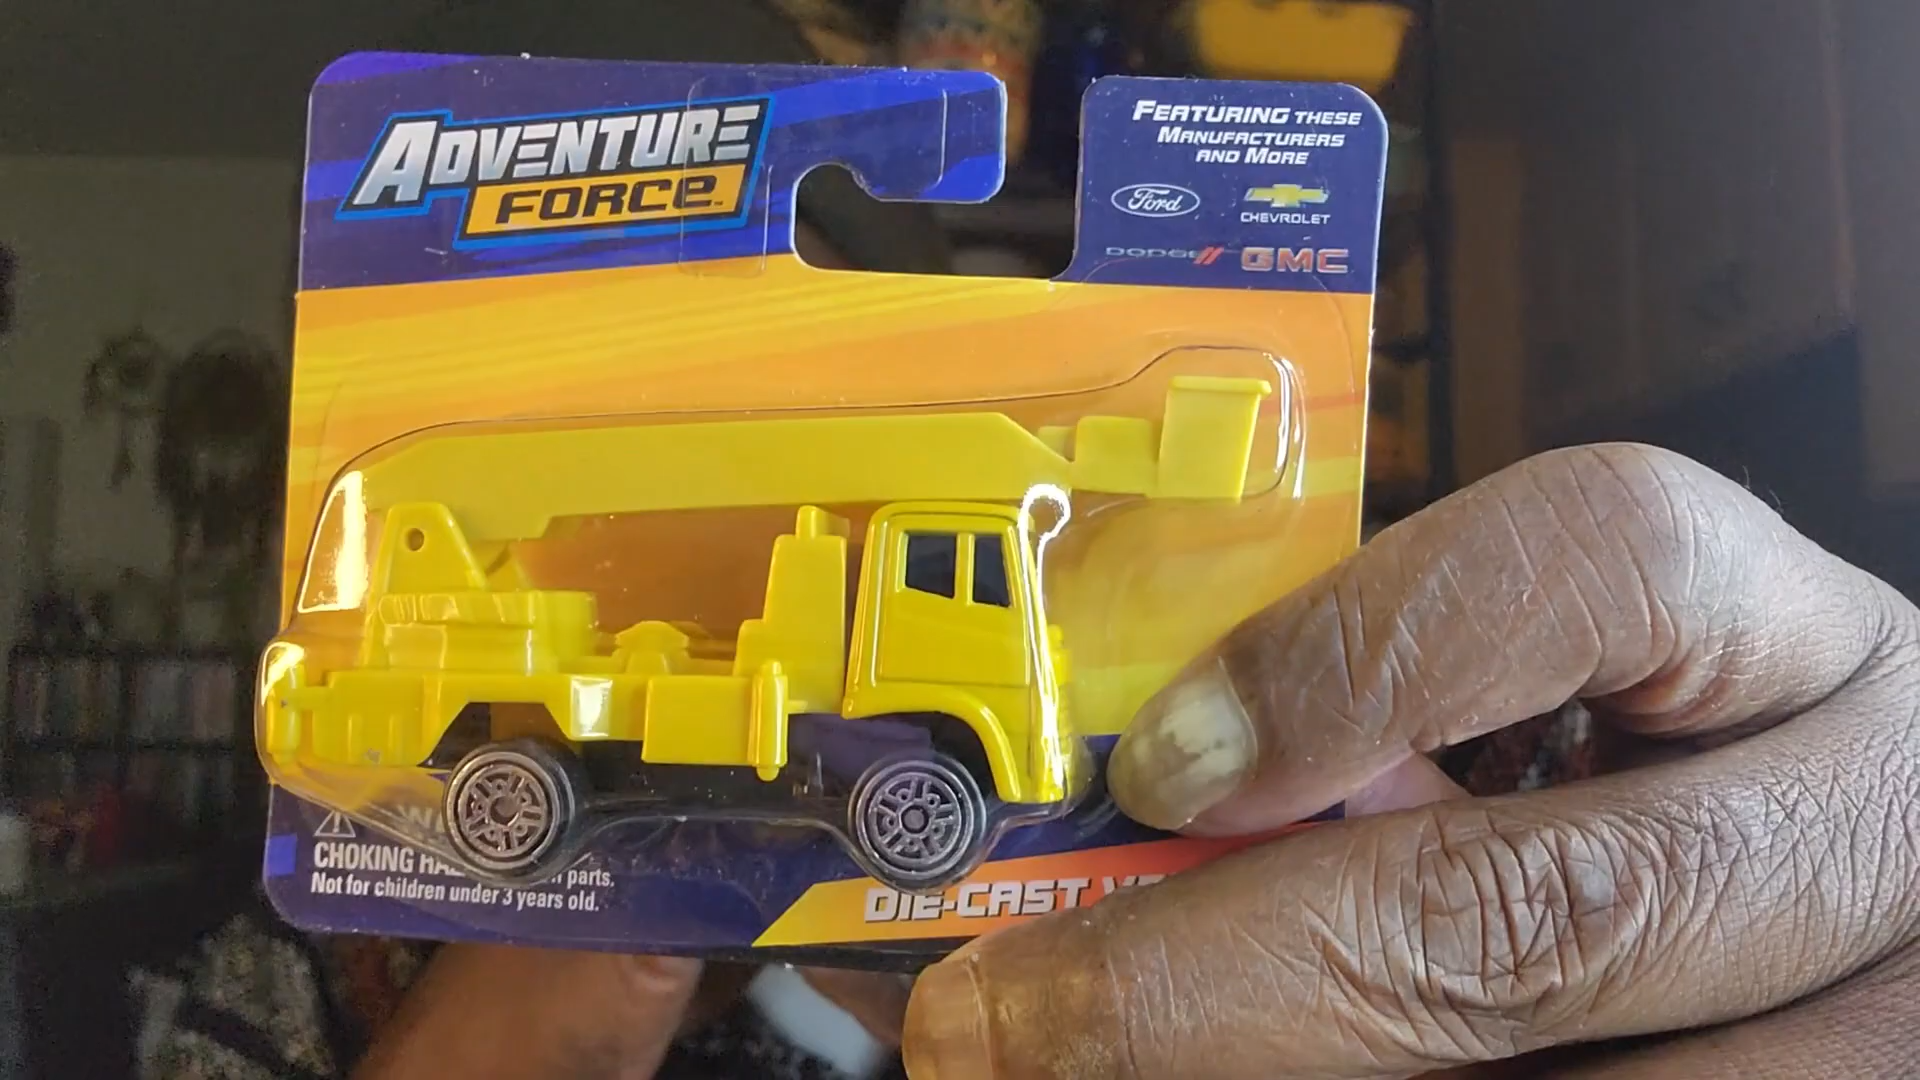 ADVENTURE
FORCE™
FEATURING THESE
MANUFACTURERS
AND MORE
Ford
CHEVROLET
DODGE
GMC
CHOKING
parts.
Not for children under 3 years old.
DIE-CAST